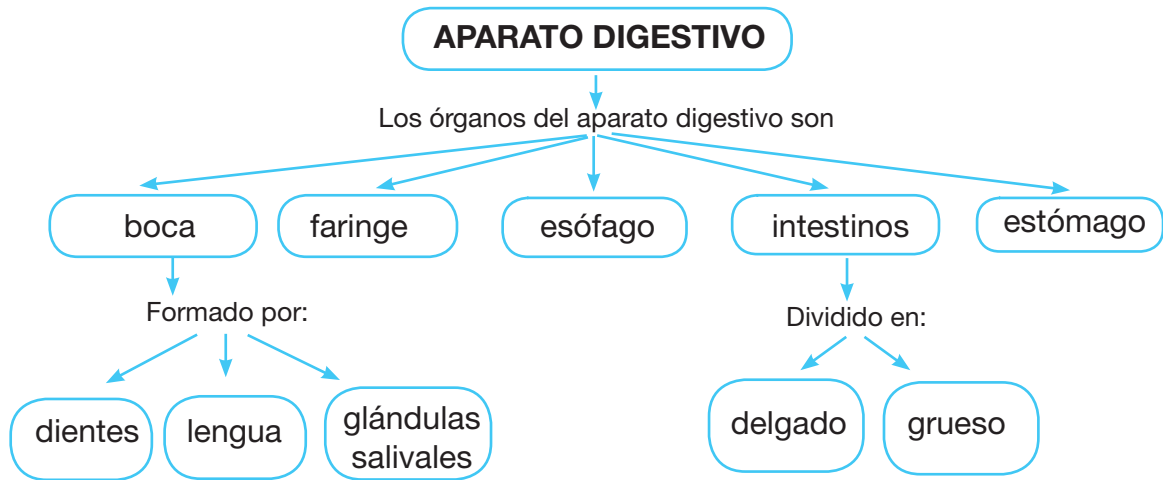 APARATO DIGESTIVO
Los órganos del aparato digestivo son
boca
faringe
esófago
intestinos
estómago
Formado por:
Dividido en:
dientes
lengua
glándulas
salivales
delgado
grueso